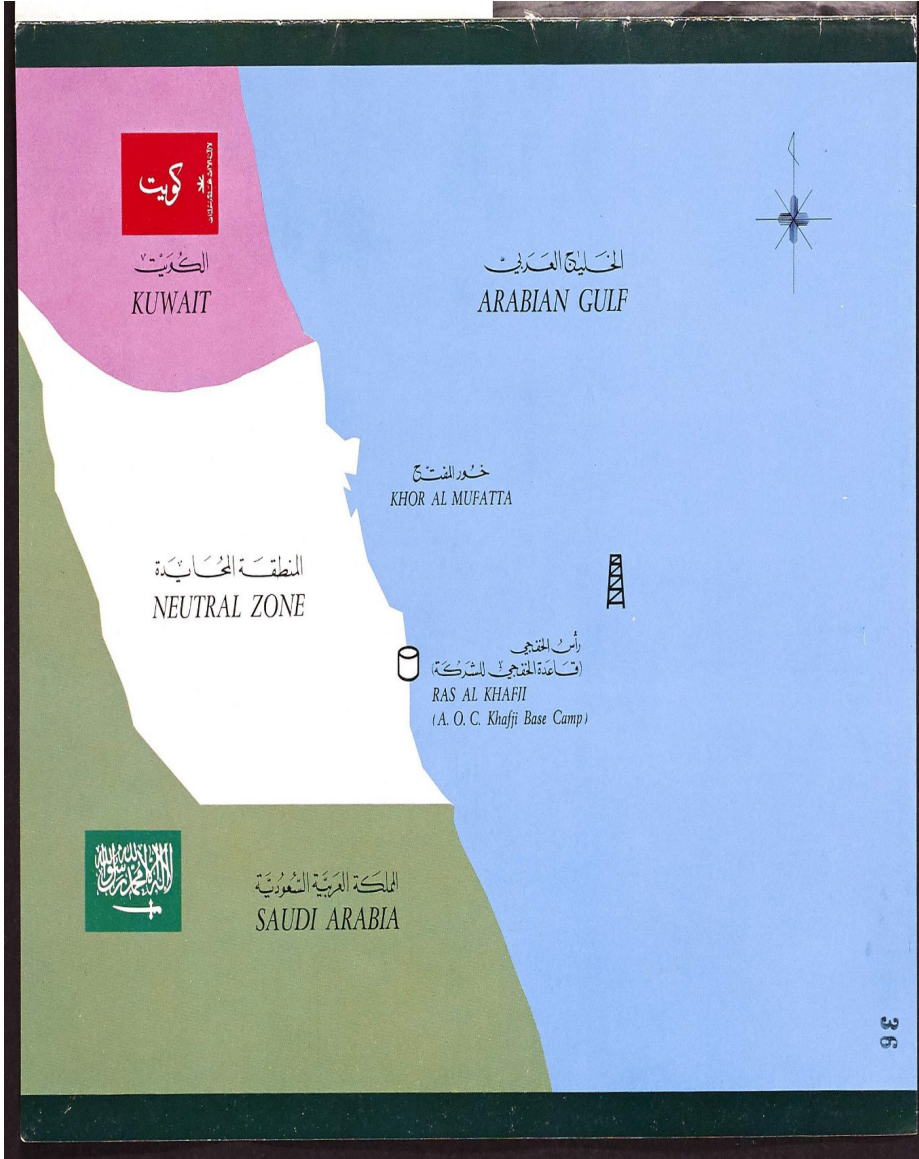 كويت
الكويت
KUWAIT
الخليج العربي
ARABIAN GULF
خور المفتح
KHOR AL MUFATTA
المنطقة المحايدة
NEUTRAL ZONE
رأس الخفجي
(قاعدة الخفجي للشركة)
RAS AL KHAFJI
(A. O. C. Khafji Base Camp)
لا إله إلا الله محمد رسول الله
المملكة العربية السعودية
SAUDI ARABIA
36